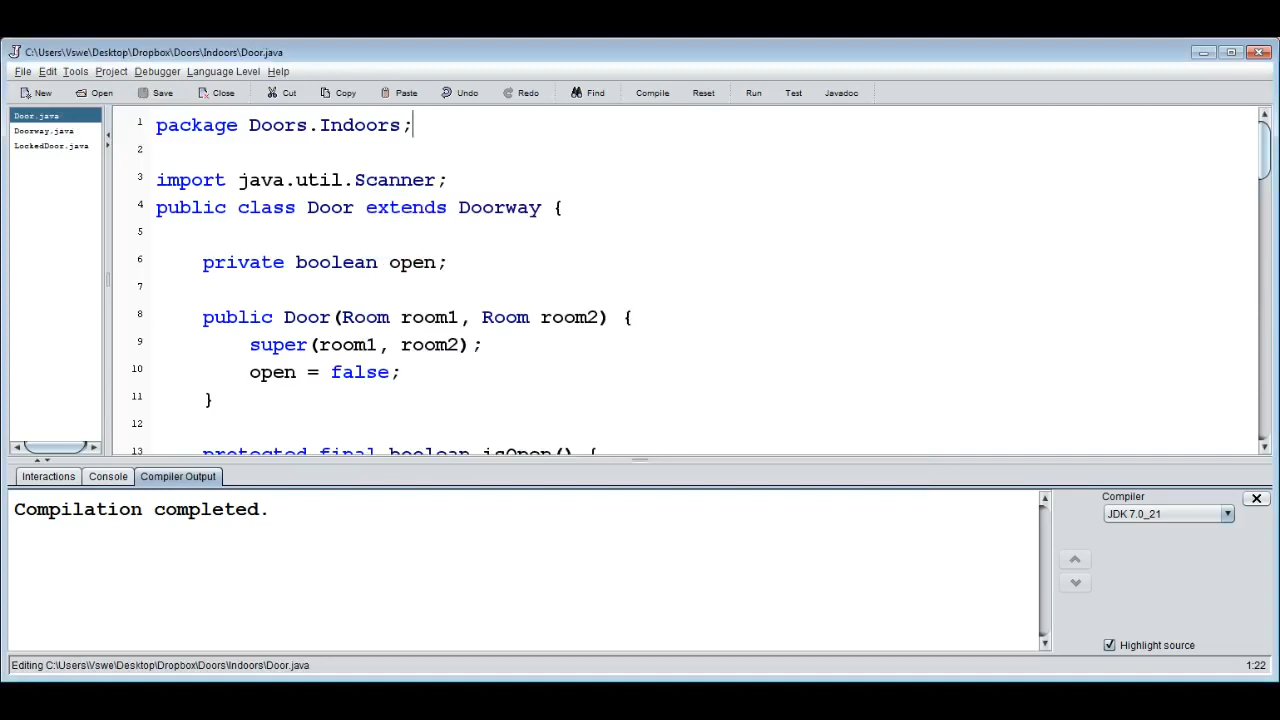 C:\Users\Vswe\Desktop\Dropbox\Doors\Indoors\Door.java
File Edit Tools Project Debugger Language Level Help
New Open Save Close Cut Copy Paste Undo Redo Find Compile Reset Run Test Javadoc
Door.java
Doorway.java
LockedDoor.java
1 package Doors.Indoors;
2
3 import java.util.Scanner;
4 public class Door extends Doorway {
5
6 private boolean open;
7
8 public Door(Room room1, Room room2) {
9 super(room1, room2);
10 open = false;
11 }
12
13 protected final boolean isOpen() {
Interactions Console Compiler Output
Compilation completed.
Compiler
JDK 7.0_21
Highlight source
Editing C:\Users\Vswe\Desktop\Dropbox\Doors\Indoors\Door.java
1:22